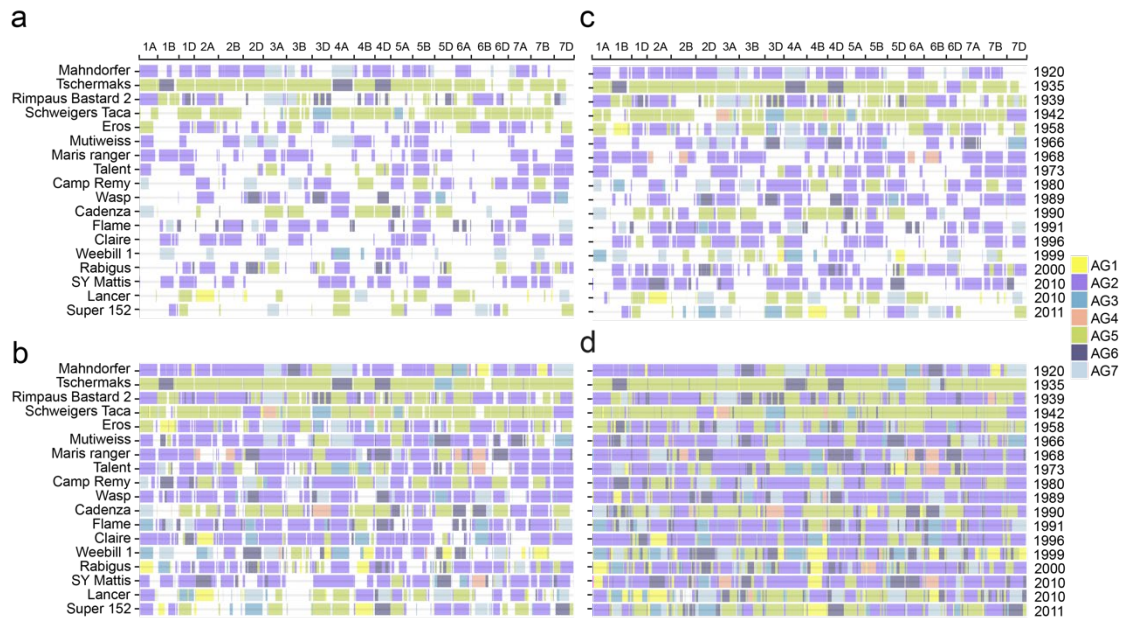 a
1A 1B 1D 2A 2B 2D 3A 3B 3D 4A 4D 5A 5B 5D 6A 6B 6D 7A 7B 7D
Mahndorfer
Tschermaks
Rimpaus Bastard 2
Schweigers Taca
Eros
Mutiweiss
Maris ranger
Talent
Camp Remy
Wasp
Cadenza
Flame
Claire
Weebill 1
Rabigus
SY Mattis
Lancer
Super 152
c
1A 1B 1D 2A 2B 2D 3A 3B 3D 4A 4B 4D 5A 5B 5D 6A 6B 6D 7A 7B 7D
1920
1935
1939
1942
1958
1966
1968
1973
1980
1989
1990
1991
1996
1999
2000
2010
2010
2011
AG1
AG2
AG3
AG4
AG5
AG6
AG7
b
Mahndorfer
Tschermaks
Rimpaus Bastard 2
Schweigers Taca
Eros
Mutiweiss
Maris ranger
Talent
Camp Remy
Wasp
Cadenza
Flame
Claire
Weebill 1
Rabigus
SY Mattis
Lancer
Super 152
d
1920
1935
1939
1942
1958
1966
1968
1973
1980
1989
1990
1991
1996
1999
2000
2010
2010
2011